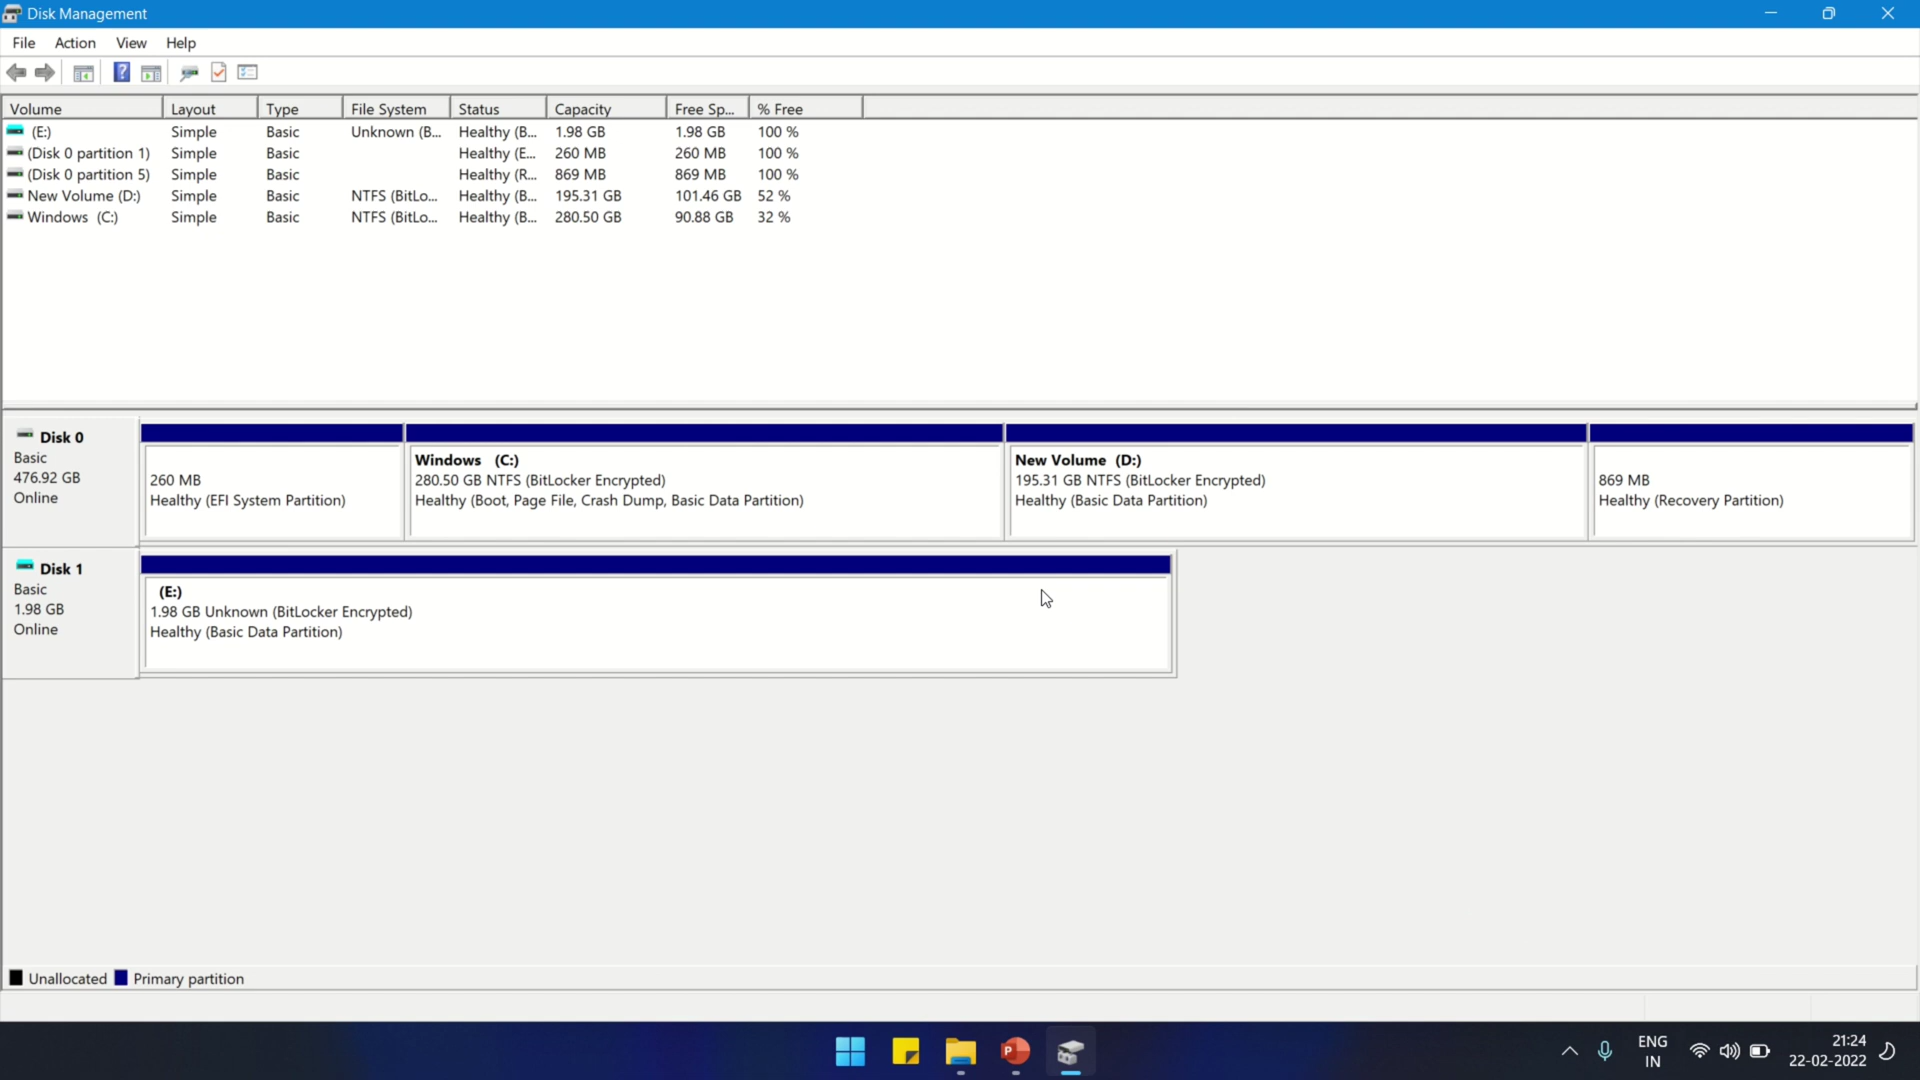 Disk Management
File Action View Help
Volume Layout Type File System Status Capacity Free Sp... % Free
(E:) Simple Basic Unknown (B... Healthy (B... 1.98 GB 1.98 GB 100 %
(Disk 0 partition 1) Simple Basic Healthy (E... 260 MB 260 MB 100 %
(Disk 0 partition 5) Simple Basic Healthy (R... 869 MB 869 MB 100 %
New Volume (D:) Simple Basic NTFS (BitLo... Healthy (B... 195.31 GB 101.46 GB 52 %
Windows (C:) Simple Basic NTFS (BitLo... Healthy (B... 280.50 GB 90.88 GB 32 %
Disk 0
Basic
476.92 GB
Online
260 MB
Healthy (EFI System Partition)
Windows (C:)
280.50 GB NTFS (BitLocker Encrypted)
Healthy (Boot, Page File, Crash Dump, Basic Data Partition)
New Volume (D:)
195.31 GB NTFS (BitLocker Encrypted)
Healthy (Basic Data Partition)
869 MB
Healthy (Recovery Partition)
Disk 1
Basic
1.98 GB
Online
(E:)
1.98 GB Unknown (BitLocker Encrypted)
Healthy (Basic Data Partition)
Unallocated Primary partition
ENG
IN
21:24
22-02-2022